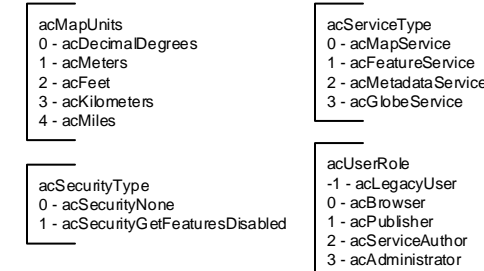 acMapUnits
0 - acDecimalDegrees
1 - acMeters
2 - acFeet
3 - acKilometers
4 - acMiles
acSecurityType
0 - acSecurityNone
1 - acSecurityGetFeaturesDisabled
acServiceType
0 - acMapService
1 - acFeatureService
2 - acMetadataService
3 - acGlobeService
acUserRole
-1 - acLegacyUser
0 - acBrowser
1 - acPublisher
2 - acServiceAuthor
3 - acAdministrator